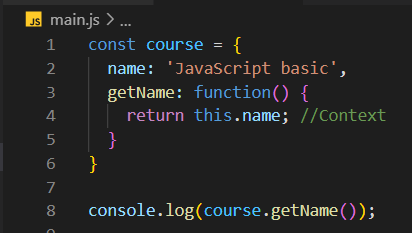 JS main.js > ...
1 const course = {
2 name: 'JavaScript basic',
3 getName: function() {
4 return this.name; //Context
5 }
6 }
7
8 console.log(course.getName());